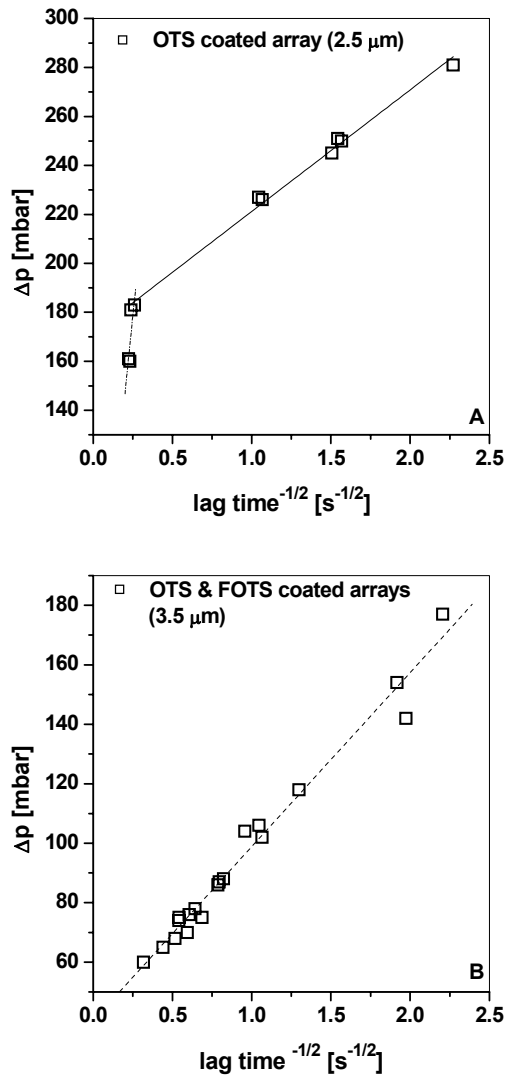 300
OTS coated array (2.5 μm)
280
260
240
220
200
180
160
140
Δp [mbar]
A
0.0 0.5 1.0 1.5 2.0 2.5
lag time⁻¹/² [s⁻¹/²]
180
OTS & FOTS coated arrays
(3.5 μm)
160
140
120
100
80
60
Δp [mbar]
B
0.0 0.5 1.0 1.5 2.0 2.5
lag time ⁻¹/² [s⁻¹/²]